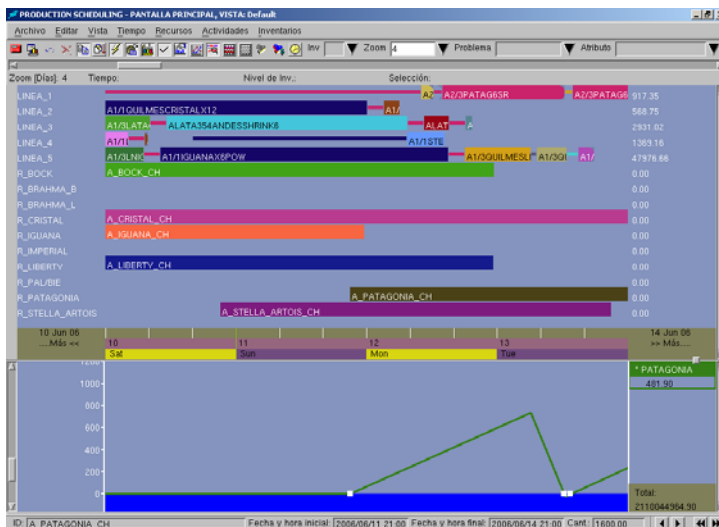 PRODUCTION SCHEDULING - PANTALLA PRINCIPAL, VISTA: Default
Archivo Editar Vista Tiempo Recursos Actividades Inventarios
Inv Zoom 4 Problema Atributo
Zoom [Días]: 4 Tiempo: Nivel de Inv.: Selección:
LINEA_1 A2 A2/3PATAG6SR A2/3PATAG6 917.35
LINEA_2 A1/1QUILMESCRISTALX12 A1/ 568.75
LINEA_3 A1/3LATA ALATA354ANDESSHRINK6 ALAT A 2931.02
LINEA_4 A1/1 A1/1STE 1369.16
LINEA_5 A1/3LNK A1/1IGUANAX6POW A1/3QUILMESLI A1/3QI A1/ 47976.66
R_BOCK A_BOCK_CH 0.00
R_BRAHMA_B 0.00
R_BRAHMA_L 0.00
R_CRISTAL A_CRISTAL_CH 0.00
R_IGUANA A_IGUANA_CH 0.00
R_IMPERIAL 0.00
R_LIBERTY A_LIBERTY_CH 0.00
R_PAL/BIE 0.00
R_PATAGONIA A_PATAGONIA_CH 0.00
R_STELLA_ARTOIS A_STELLA_ARTOIS_CH 0.00
10 Jun 06 14 Jun 06
....Más << 10 11 12 13 >> Más....
Sat Sun Mon Tue
1200
* PATAGONIA
1000 481.90
800
600
400
200
0 Total:
2110044964.90
ID: A_PATAGONIA_CH Fecha y hora inicial: 2006/06/11 21:00 Fecha y hora final: 2006/06/14 21:00 Cant.: 1600.00